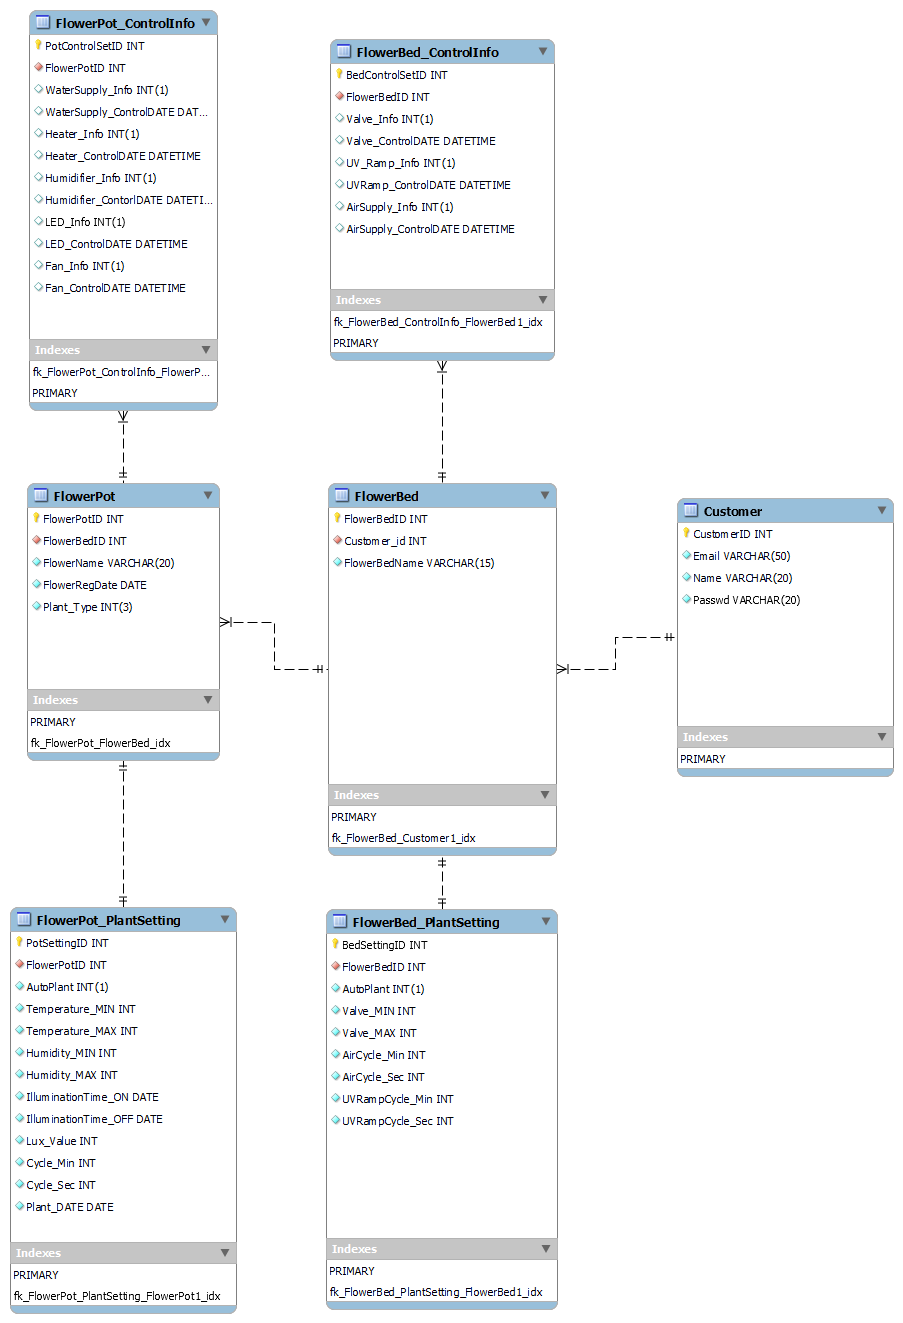 FlowerPot_ControlInfo
PotControlSetID INT
FlowerPotID INT
WaterSupply_Info INT(1)
WaterSupply_ControlDATE DAT...
Heater_Info INT(1)
Heater_ControlDATE DATETIME
Humidifier_Info INT(1)
Humidifier_ContorlDATE DATETI...
LED_Info INT(1)
LED_ControlDATE DATETIME
Fan_Info INT(1)
Fan_ControlDATE DATETIME
Indexes
fk_FlowerPot_ControlInfo_FlowerP...
PRIMARY
FlowerBed_ControlInfo
BedControlSetID INT
FlowerBedID INT
Valve_Info INT(1)
Valve_ControlDATE DATETIME
UV_Ramp_Info INT(1)
UVRamp_ControlDATE DATETIME
AirSupply_Info INT(1)
AirSupply_ControlDATE DATETIME
Indexes
fk_FlowerBed_ControlInfo_FlowerBed1_idx
PRIMARY
FlowerPot
FlowerPotID INT
FlowerBedID INT
FlowerName VARCHAR(20)
FlowerRegDate DATE
Plant_Type INT(3)
Indexes
PRIMARY
fk_FlowerPot_FlowerBed_idx
FlowerBed
FlowerBedID INT
Customer_id INT
FlowerBedName VARCHAR(15)
Indexes
PRIMARY
fk_FlowerBed_Customer1_idx
Customer
CustomerID INT
Email VARCHAR(50)
Name VARCHAR(20)
Passwd VARCHAR(20)
Indexes
PRIMARY
FlowerPot_PlantSetting
PotSettingID INT
FlowerPotID INT
AutoPlant INT(1)
Temperature_MIN INT
Temperature_MAX INT
Humidity_MIN INT
Humidity_MAX INT
IlluminationTime_ON DATE
IlluminationTime_OFF DATE
Lux_Value INT
Cycle_Min INT
Cycle_Sec INT
Plant_DATE DATE
Indexes
PRIMARY
fk_FlowerPot_PlantSetting_FlowerPot1_idx
FlowerBed_PlantSetting
BedSettingID INT
FlowerBedID INT
AutoPlant INT(1)
Valve_MIN INT
Valve_MAX INT
AirCycle_Min INT
AirCycle_Sec INT
UVRampCycle_Min INT
UVRampCycle_Sec INT
Indexes
PRIMARY
fk_FlowerBed_PlantSetting_FlowerBed1_idx